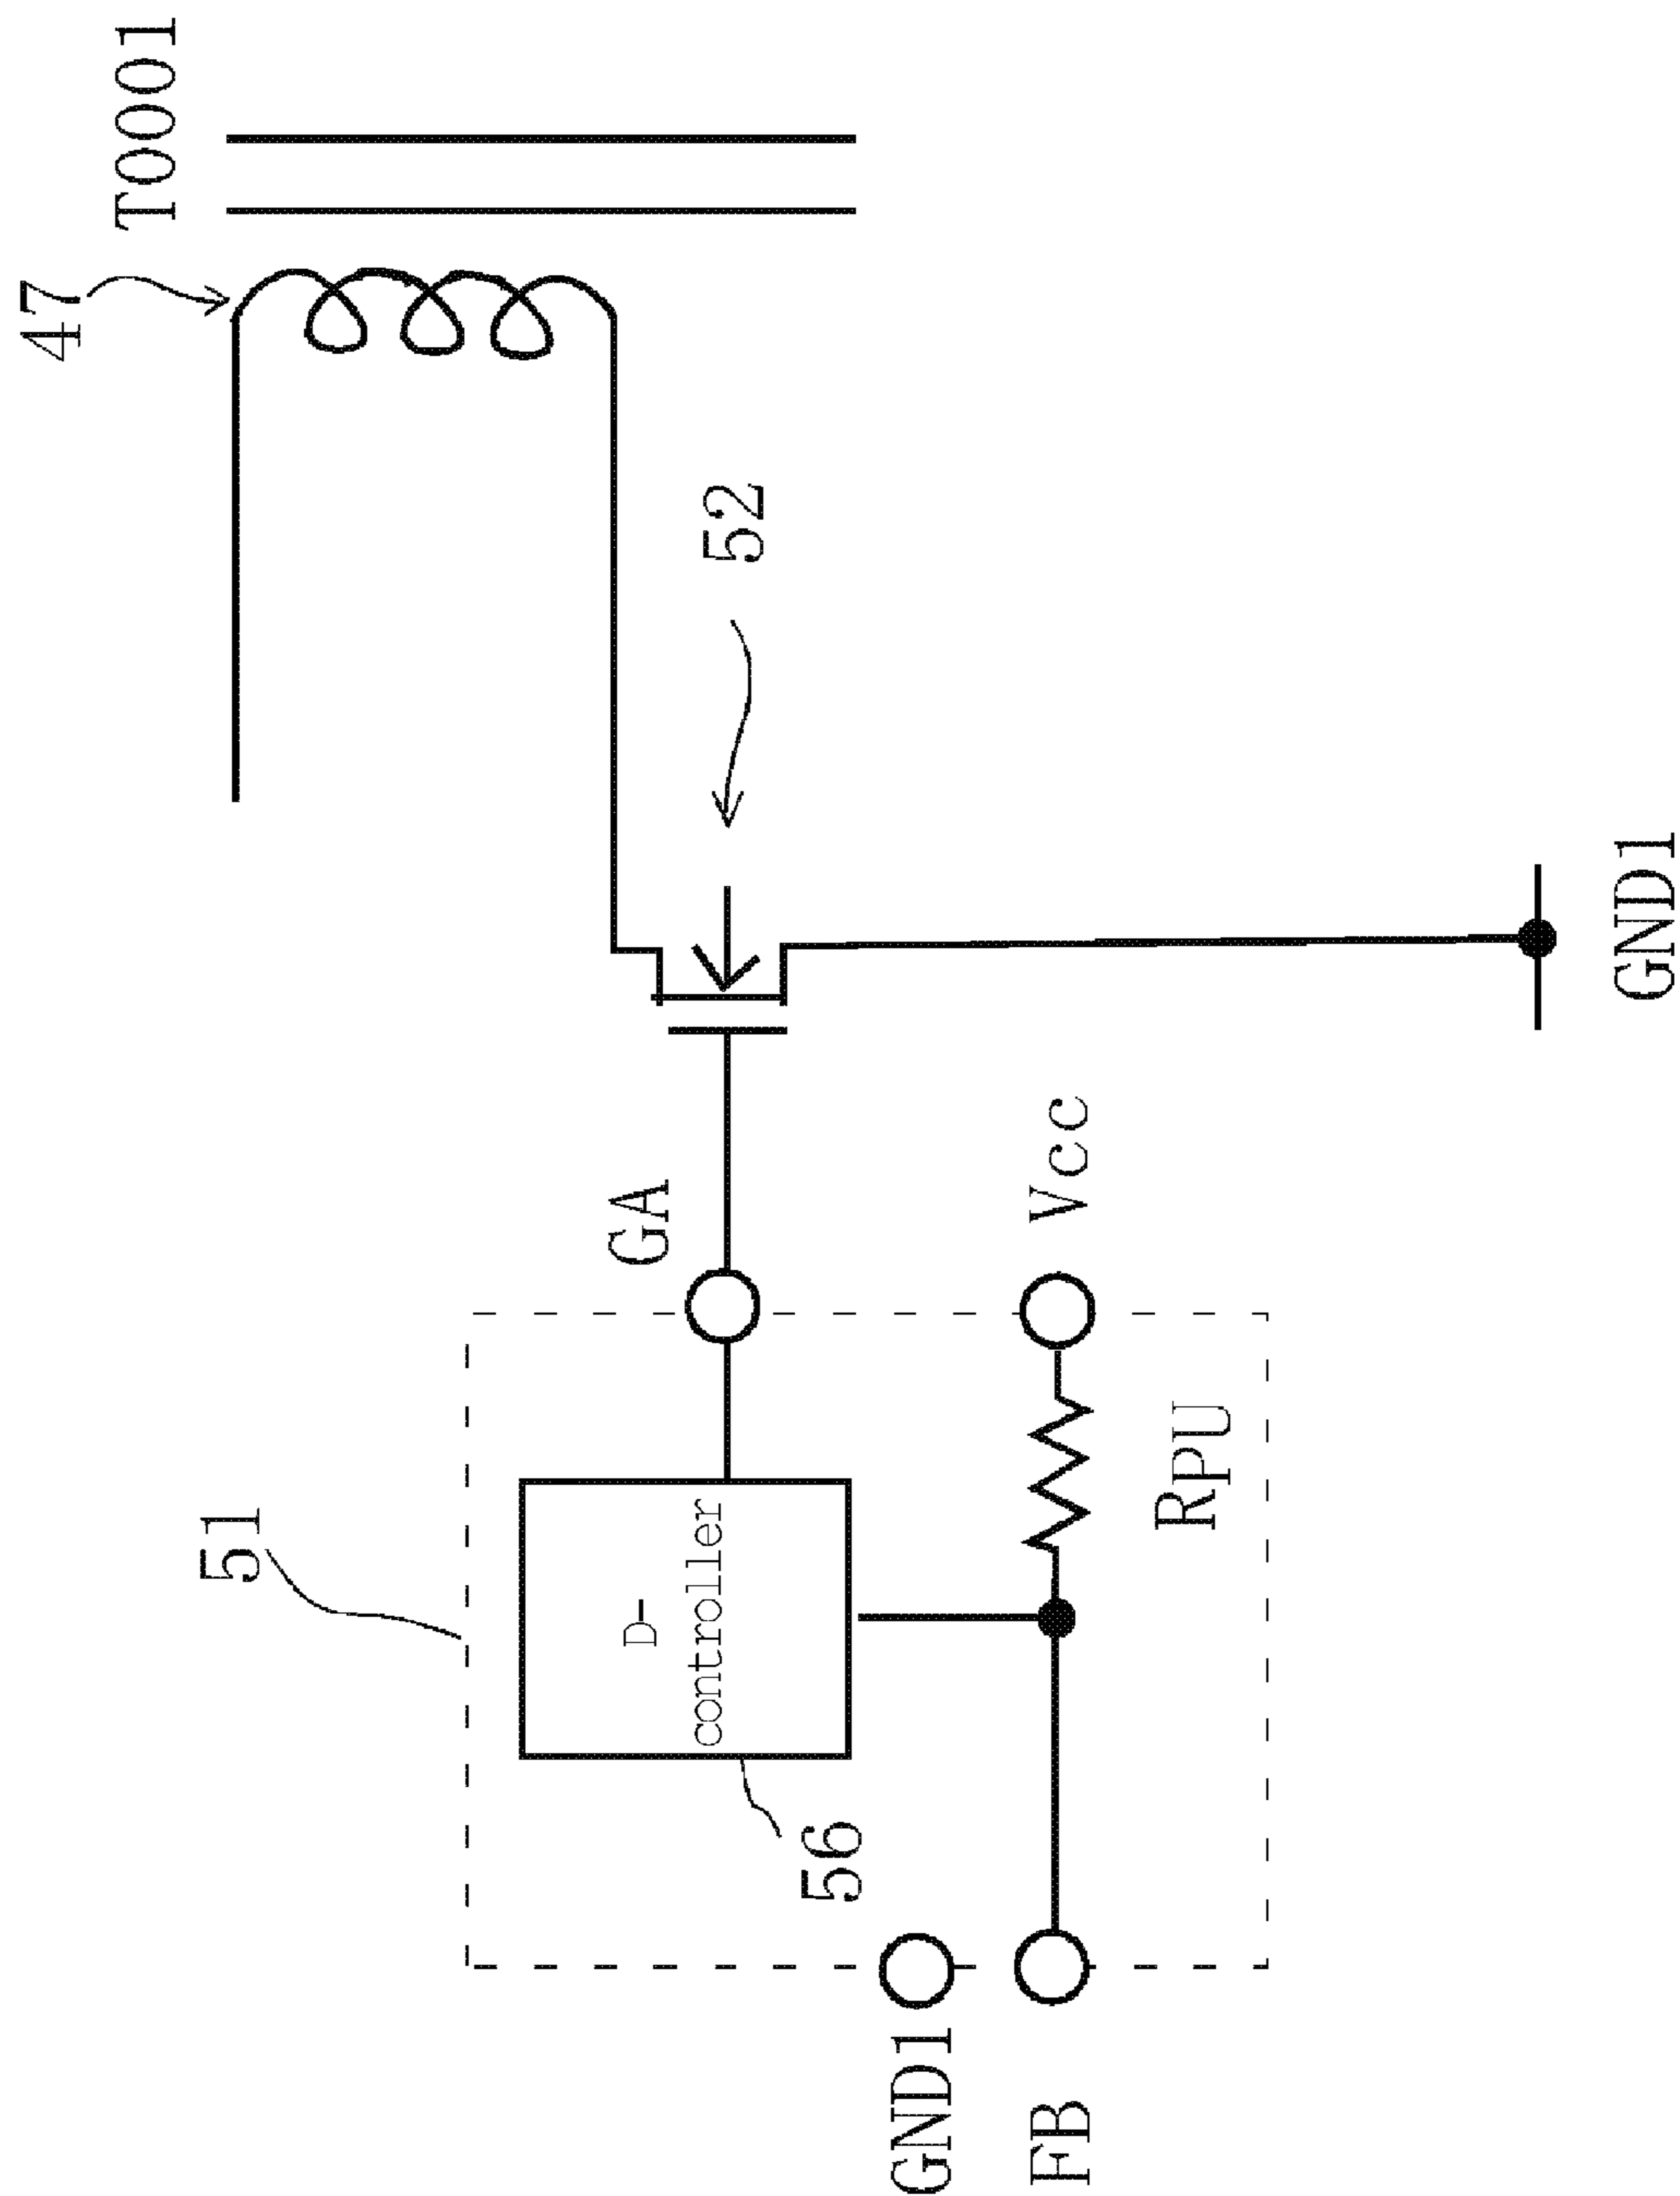 47
T0001
51
52
GA
D-
controller
56
GND1
FB
RPU
Vcc
GND1